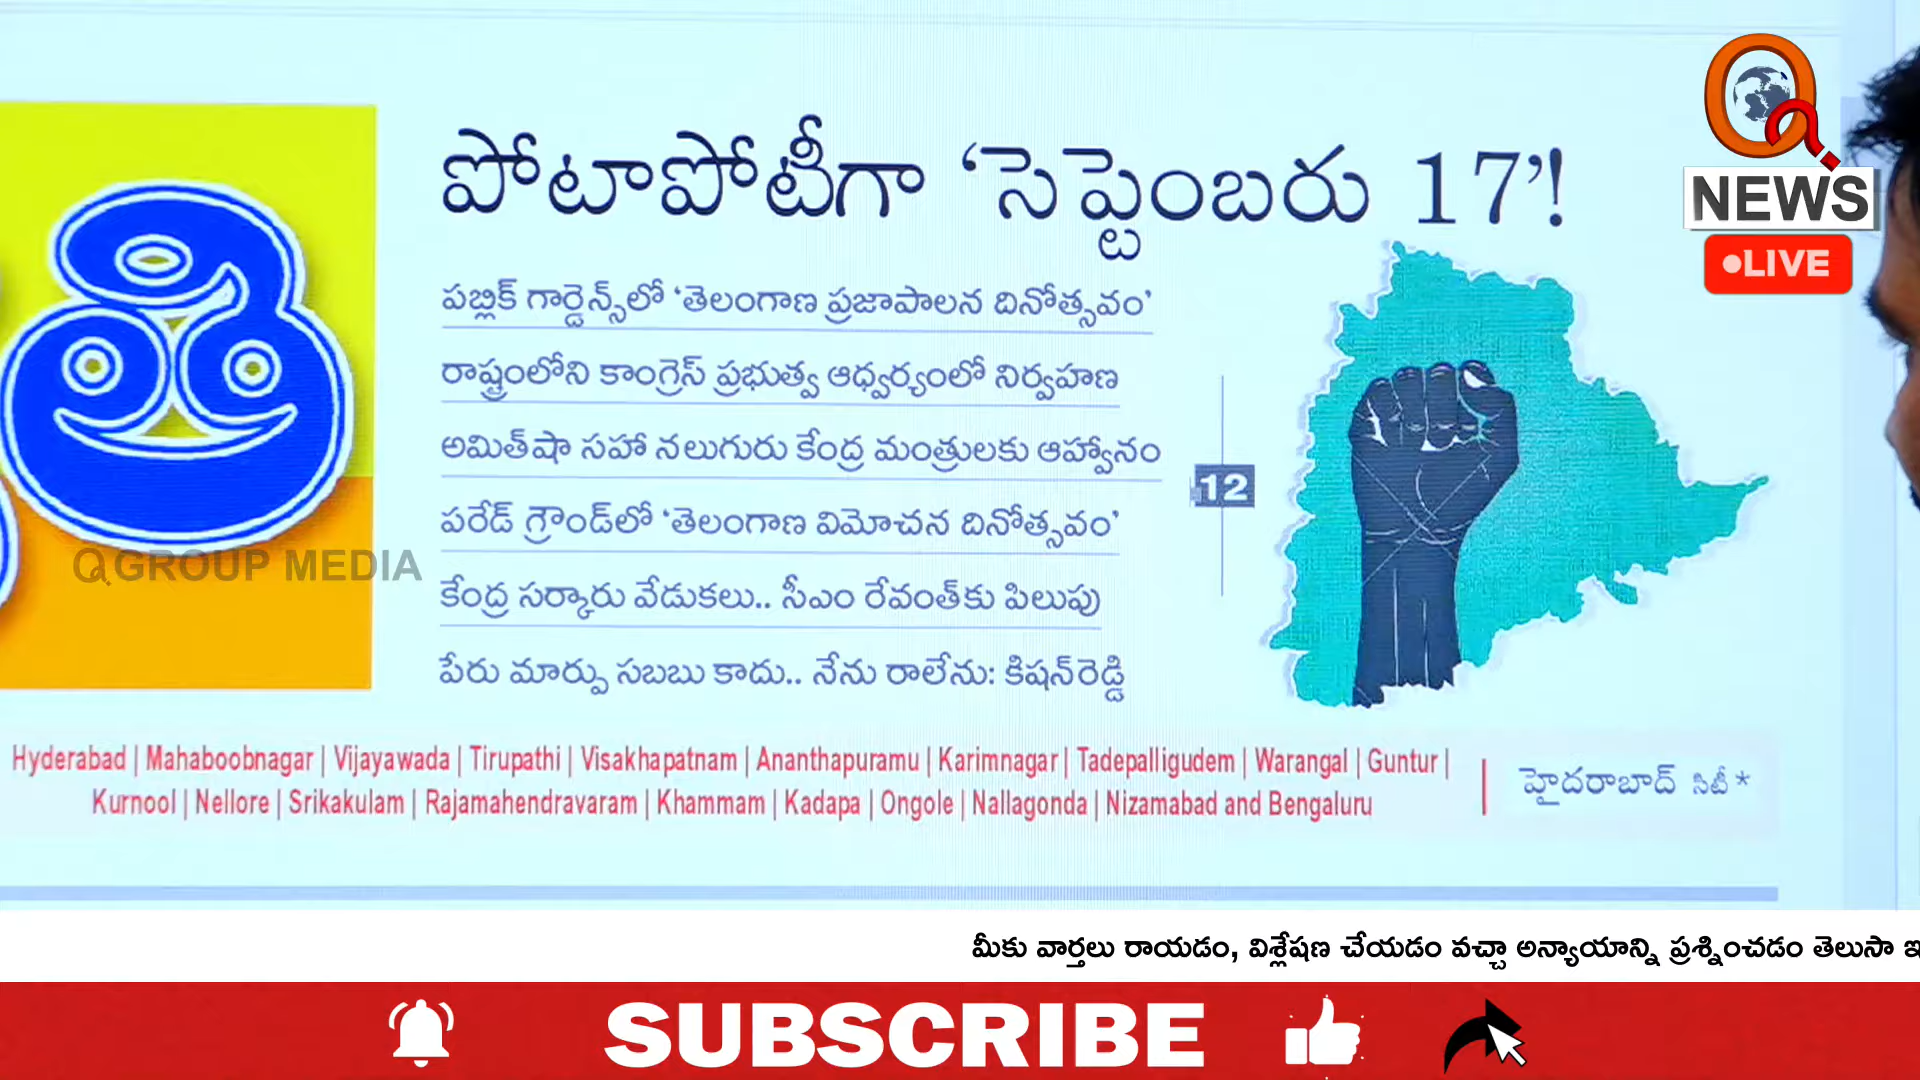 పోటాపోటీగా ‘సెప్టెంబరు 17’!
పబ్లిక్ గార్డెన్స్‌లో ‘తెలంగాణ ప్రజాపాలన దినోత్సవం’
రాష్ట్రంలోని కాంగ్రెస్ ప్రభుత్వ ఆధ్వర్యంలో నిర్వహణ
అమిత్‌షా సహా నలుగురు కేంద్ర మంత్రులకు ఆహ్వానం
పరేడ్ గ్రౌండ్‌లో ‘తెలంగాణ విమోచన దినోత్సవం’
కేంద్ర సర్కారు వేడుకలు.. సీఎం రేవంత్‌కు పిలుపు
పేరు మార్పు సబబు కాదు.. నేను రాలేను: కిషన్‌రెడ్డి
12
Q NEWS
LIVE
Q GROUP MEDIA
Hyderabad | Mahaboobnagar | Vijayawada | Tirupathi | Visakhapatnam | Ananthapuramu | Karimnagar | Tadepalligudem | Warangal | Guntur |
Kurnool | Nellore | Srikakulam | Rajamahendravaram | Khammam | Kadapa | Ongole | Nallagonda | Nizamabad and Bengaluru
హైదరాబాద్ సిటీ*
మీకు వార్తలు రాయడం, విశ్లేషణ చేయడం వచ్చా అన్యాయాన్ని ప్రశ్నించడం తెలుసా
SUBSCRIBE